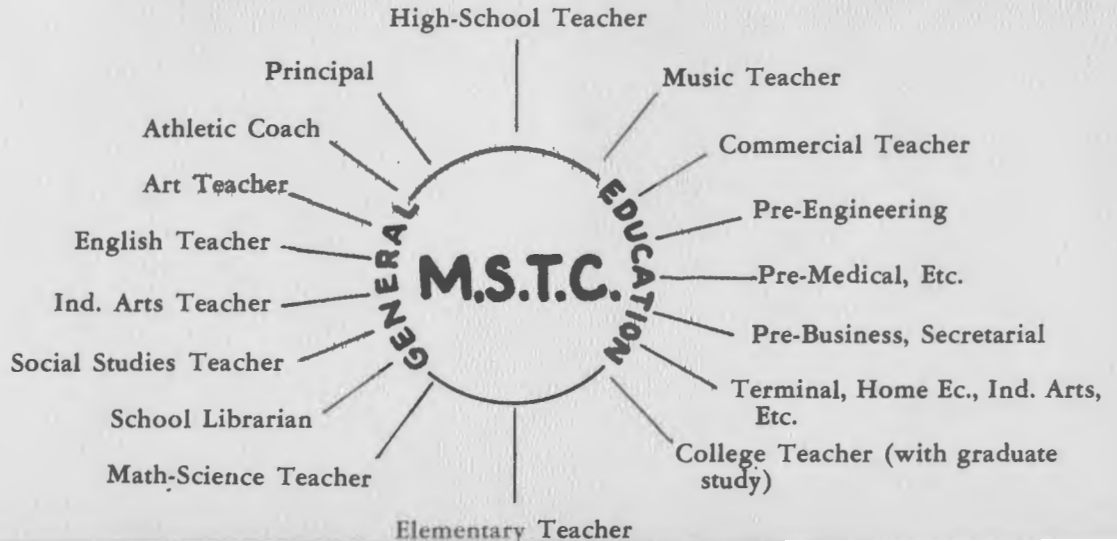 High-School Teacher
Principal
Music Teacher
Athletic Coach
Commercial Teacher
Art Teacher
Pre-Engineering
English Teacher
GENERAL
EDUCATION
M.S.T.C.
Pre-Medical, Etc.
Ind. Arts Teacher
Pre-Business, Secretarial
Social Studies Teacher
Terminal, Home Ec., Ind. Arts,
Etc.
School Librarian
College Teacher (with graduate
study)
Math-Science Teacher
Elementary Teacher